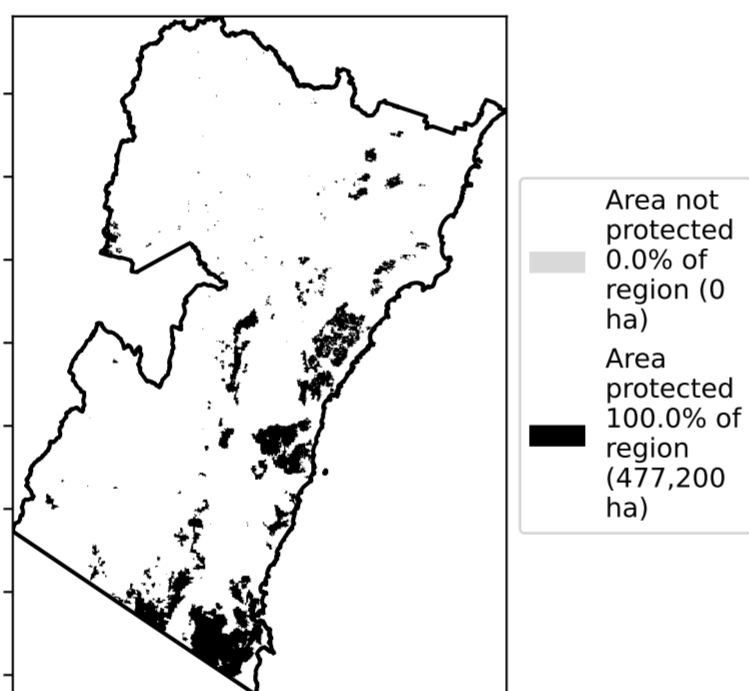 Area not
protected
0.0% of
region (0
ha)
Area
protected
100.0% of
region
(477,200
ha)